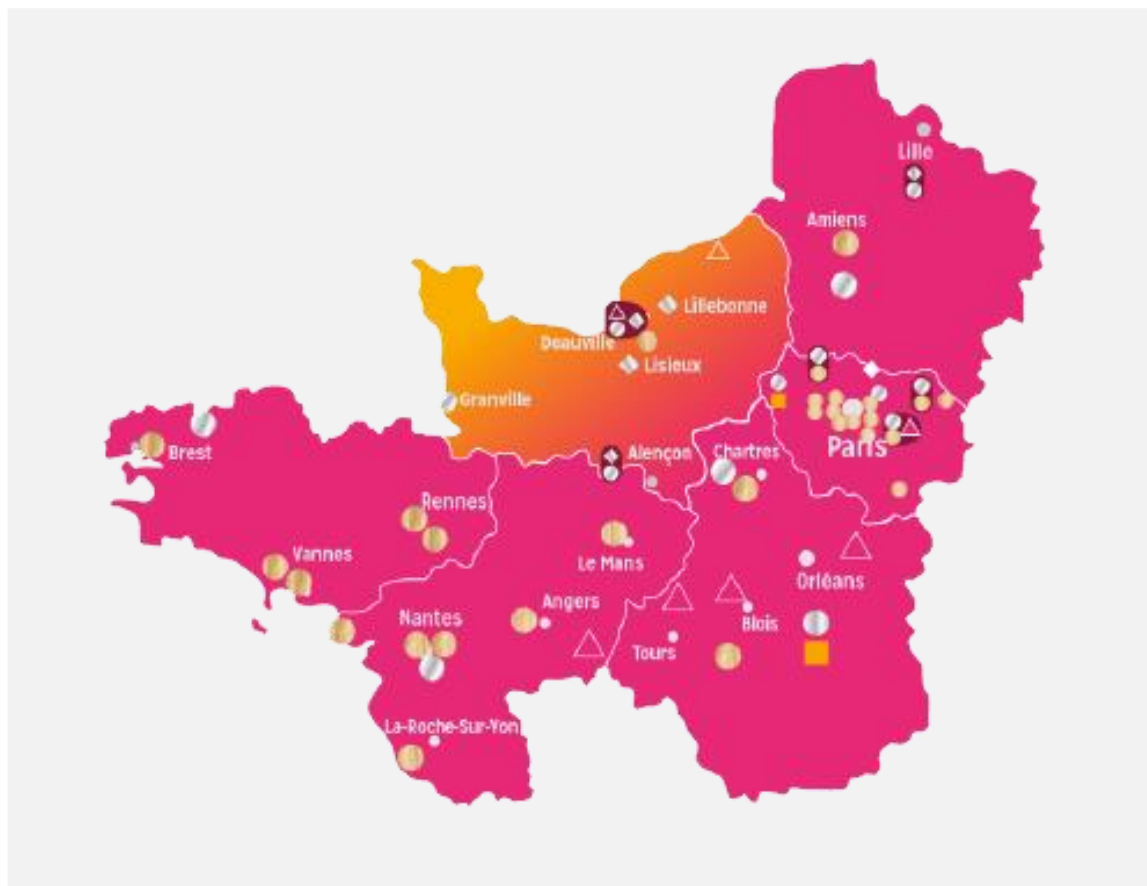 Lille
Amiens
Lillebonne
Deauville
Lisieux
Granville
Alençon
Paris
Chartres
Brest
Rennes
Vannes
Le Mans
Orléans
Angers
Nantes
Blois
Tours
La-Roche-Sur-Yon